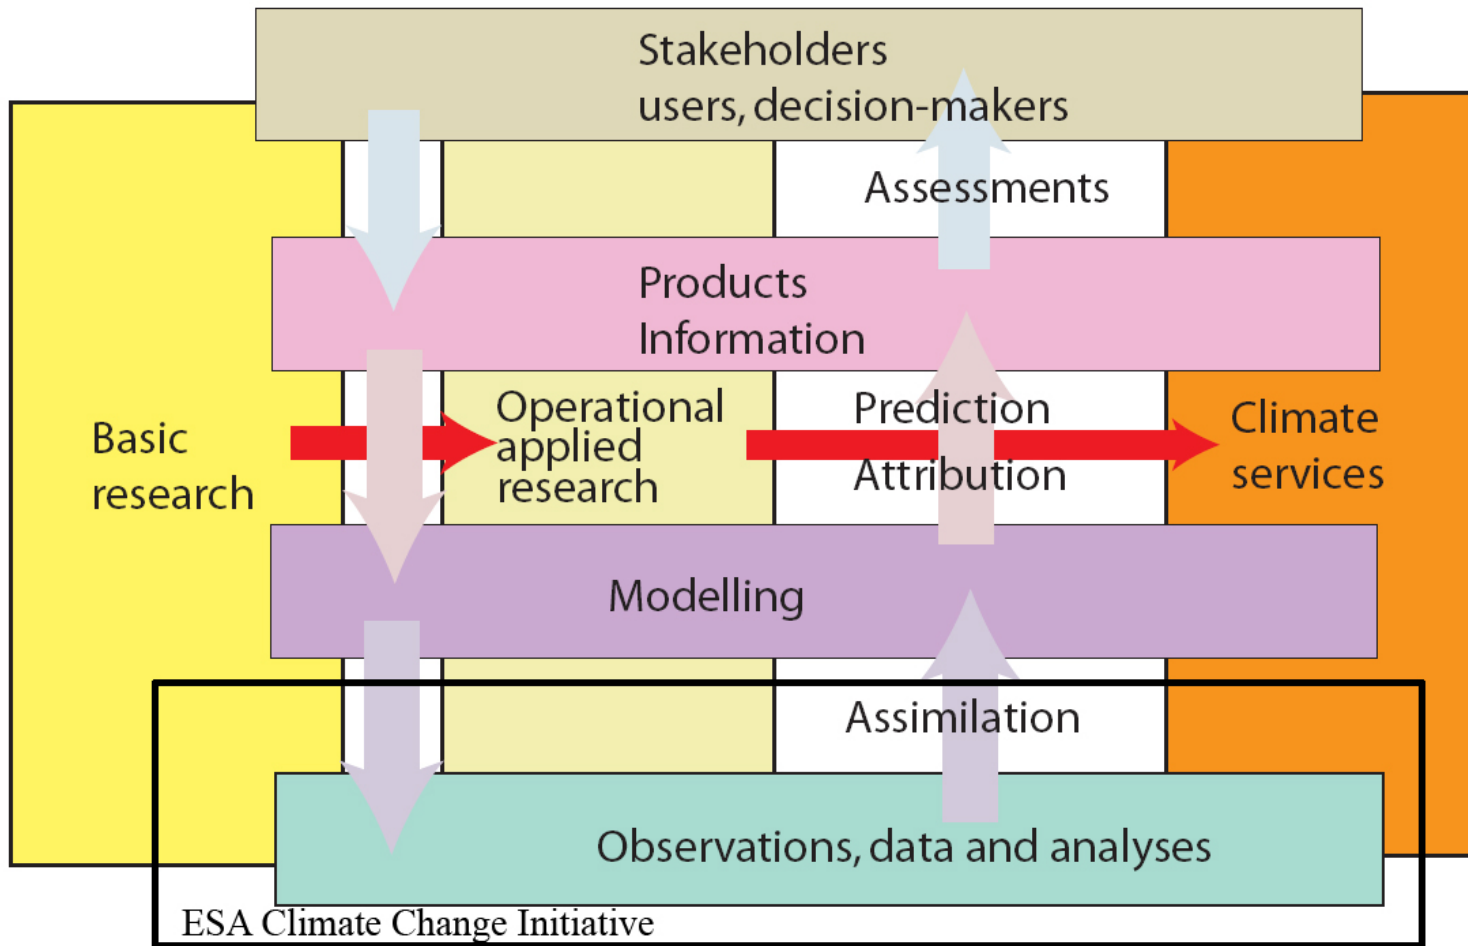 Stakeholders
users, decision-makers
Assessments
Products
Information
Basic
research
Operational
applied
research
Prediction
Attribution
Climate
services
Modelling
Assimilation
Observations, data and analyses
ESA Climate Change Initiative